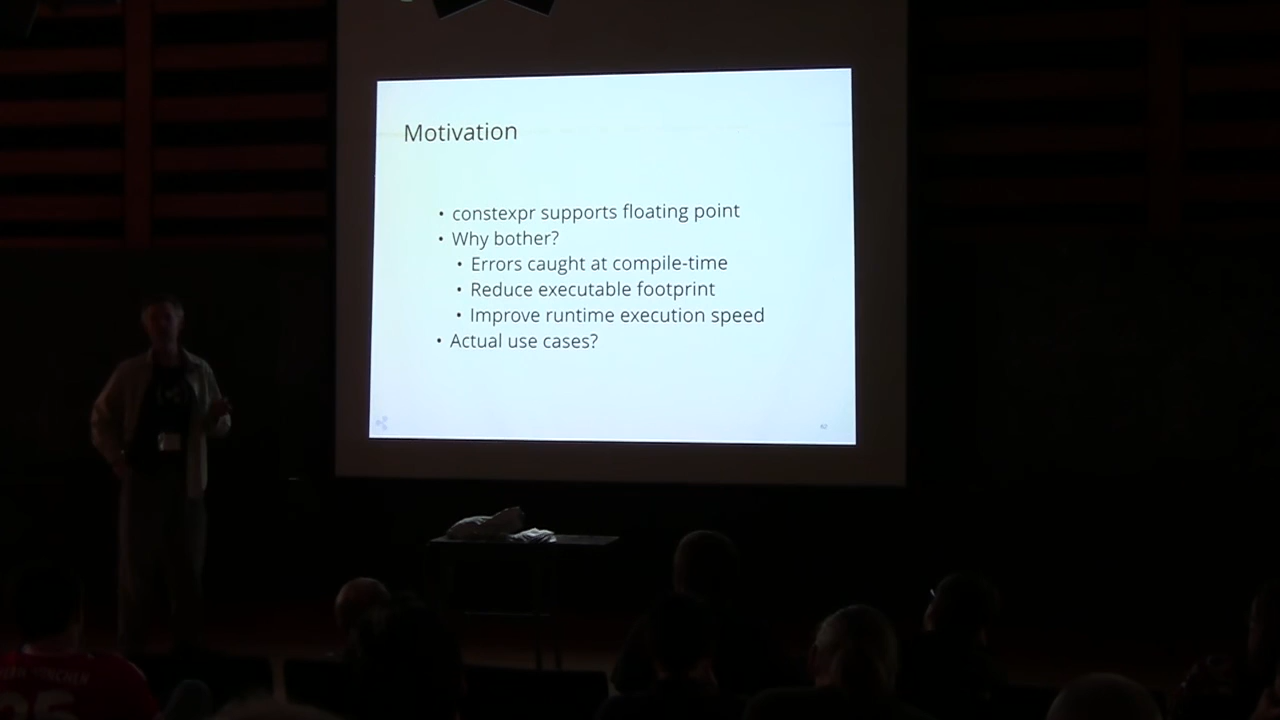 Motivation
• constexpr supports floating point
• Why bother?
• Errors caught at compile-time
• Reduce executable footprint
• Improve runtime execution speed
• Actual use cases?